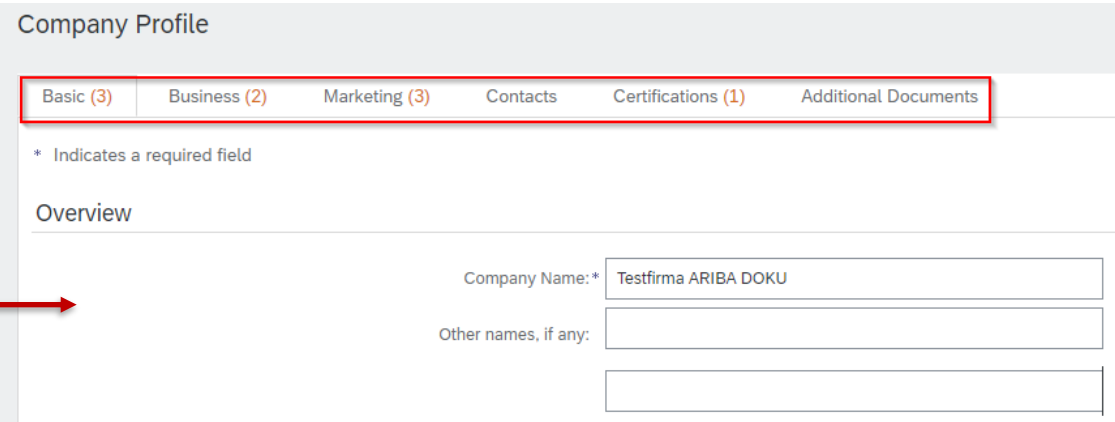 Company Profile
Basic (3) Business (2) Marketing (3) Contacts Certifications (1) Additional Documents
* Indicates a required field
Overview
Company Name:* Testfirma ARIBA DOKU
Other names, if any: